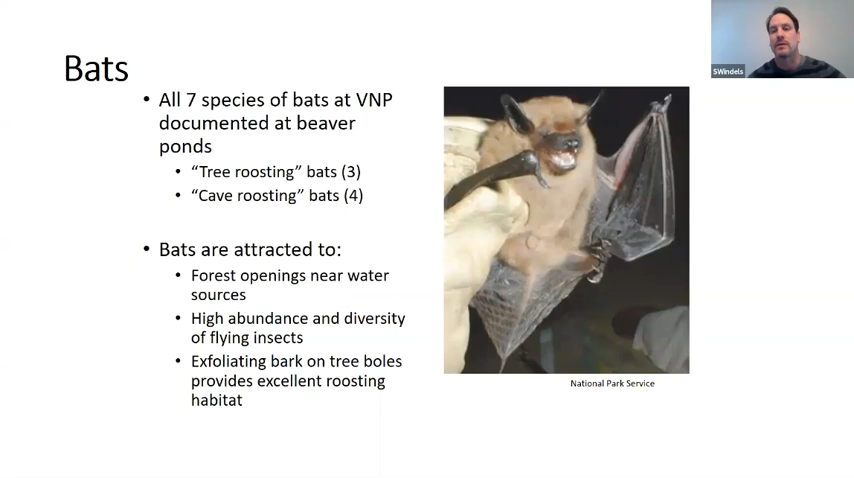 SWindels
Bats
• All 7 species of bats at VNP
documented at beaver
ponds
• “Tree roosting” bats (3)
• “Cave roosting” bats (4)
• Bats are attracted to:
• Forest openings near water
sources
• High abundance and diversity
of flying insects
• Exfoliating bark on tree boles
provides excellent roosting
habitat
National Park Service